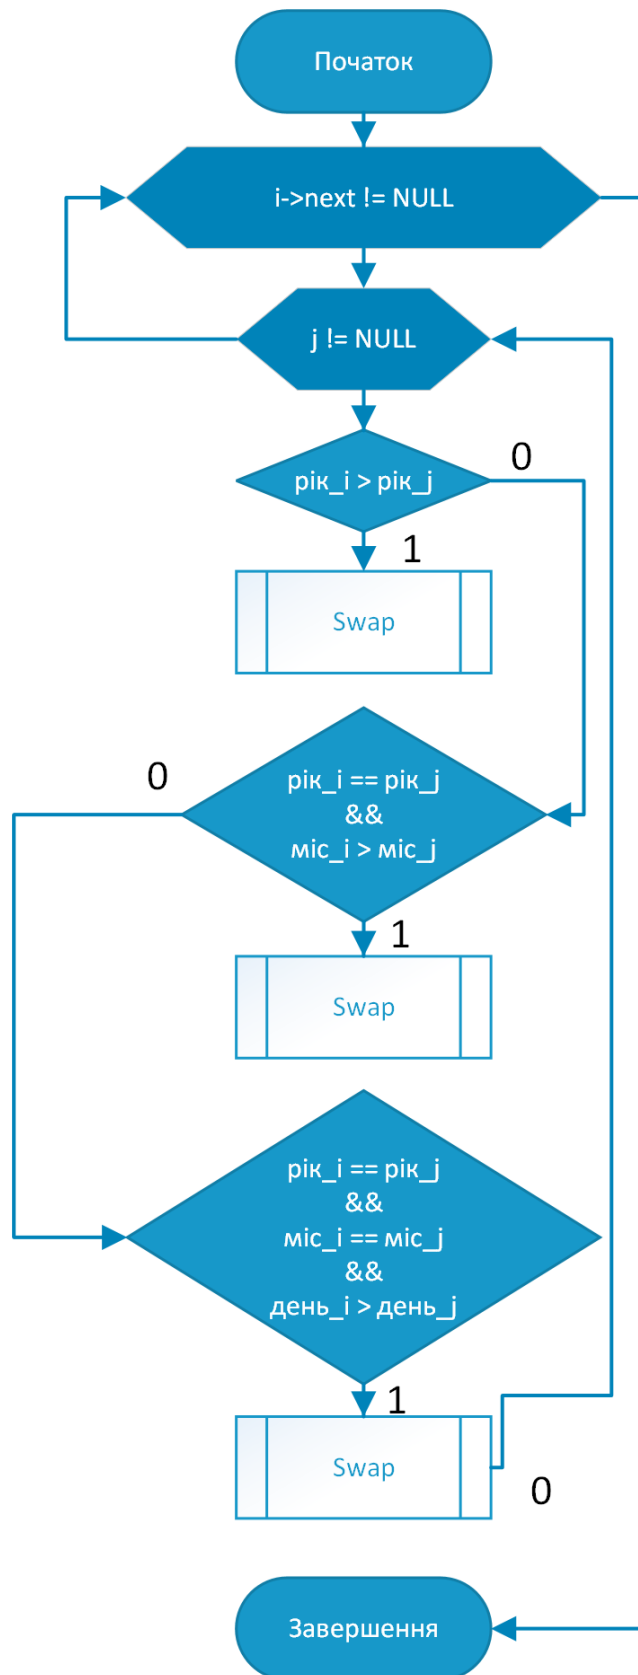 Початок
i->next != NULL
j != NULL
рік_i > рік_j
0
1
Swap
0
рік_i == рік_j
&&
міс_i > міс_j
1
Swap
рік_i == рік_j
&&
міс_i == міс_j
&&
день_i > день_j
1
Swap
0
Завершення